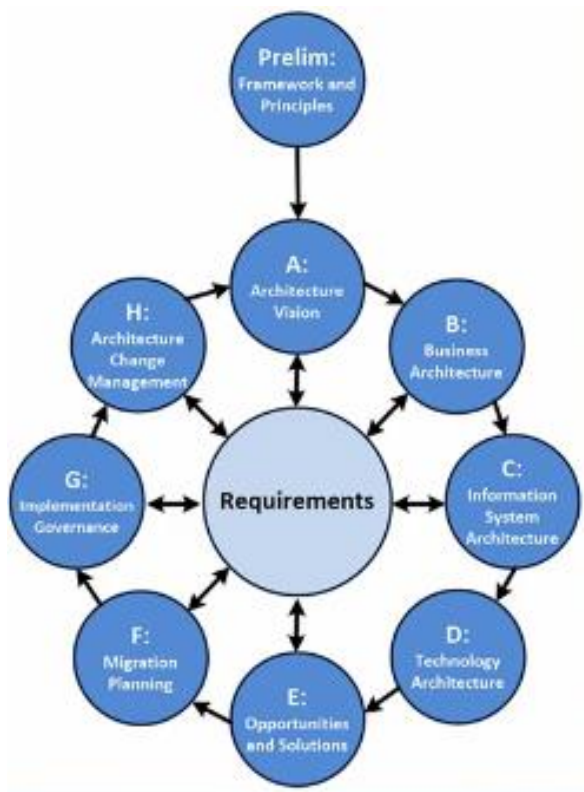 Prelim:
Framework and
Principles
A:
Architecture
Vision
H:
Architecture
Change
Management
B:
Business
Architecture
G:
Implementation
Governance
Requirements
C:
Information
System
Architecture
F:
Migration
Planning
D:
Technology
Architecture
E:
Opportunities
and Solutions